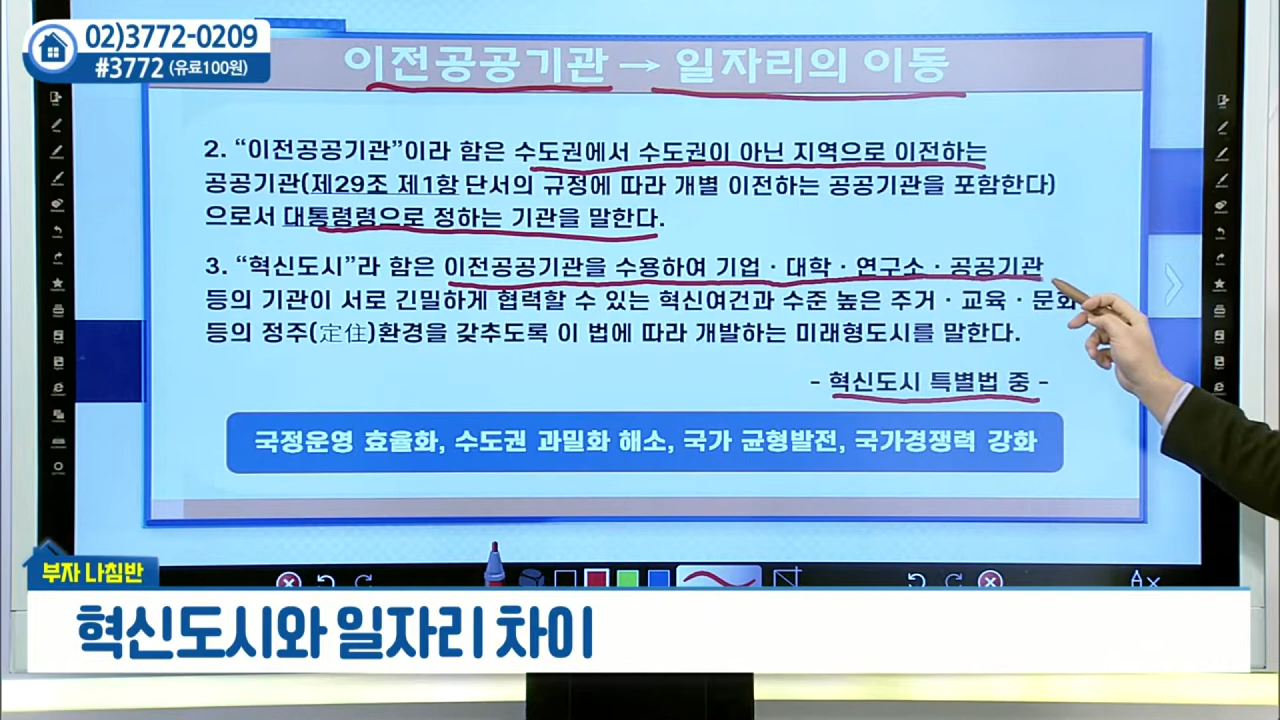 02)3772-0209
#3772 (유료100원)
이전공공기관 → 일자리의 이동
2. “이전공공기관”이라 함은 수도권에서 수도권이 아닌 지역으로 이전하는
공공기관(제29조 제1항 단서의 규정에 따라 개별 이전하는 공공기관을 포함한다)
으로서 대통령령으로 정하는 기관을 말한다.
3. “혁신도시”라 함은 이전공공기관을 수용하여 기업 · 대학 · 연구소 · 공공기관
등의 기관이 서로 긴밀하게 협력할 수 있는 혁신여건과 수준 높은 주거 · 교육 · 문화
등의 정주(定住)환경을 갖추도록 이 법에 따라 개발하는 미래형도시를 말한다.
- 혁신도시 특별법 중 -
국정운영 효율화, 수도권 과밀화 해소, 국가 균형발전, 국가경쟁력 강화
부자 나침반
혁신도시와 일자리 차이